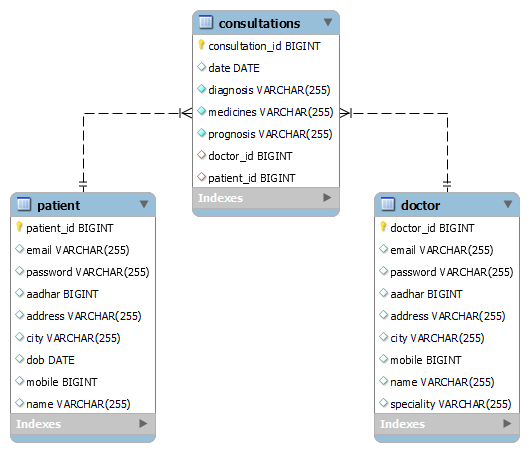 consultations
consultation_id BIGINT
date DATE
diagnosis VARCHAR(255)
medicines VARCHAR(255)
prognosis VARCHAR(255)
doctor_id BIGINT
patient_id BIGINT
Indexes
patient
patient_id BIGINT
email VARCHAR(255)
password VARCHAR(255)
aadhar BIGINT
address VARCHAR(255)
city VARCHAR(255)
dob DATE
mobile BIGINT
name VARCHAR(255)
Indexes
doctor
doctor_id BIGINT
email VARCHAR(255)
password VARCHAR(255)
aadhar BIGINT
address VARCHAR(255)
city VARCHAR(255)
mobile BIGINT
name VARCHAR(255)
speciality VARCHAR(255)
Indexes